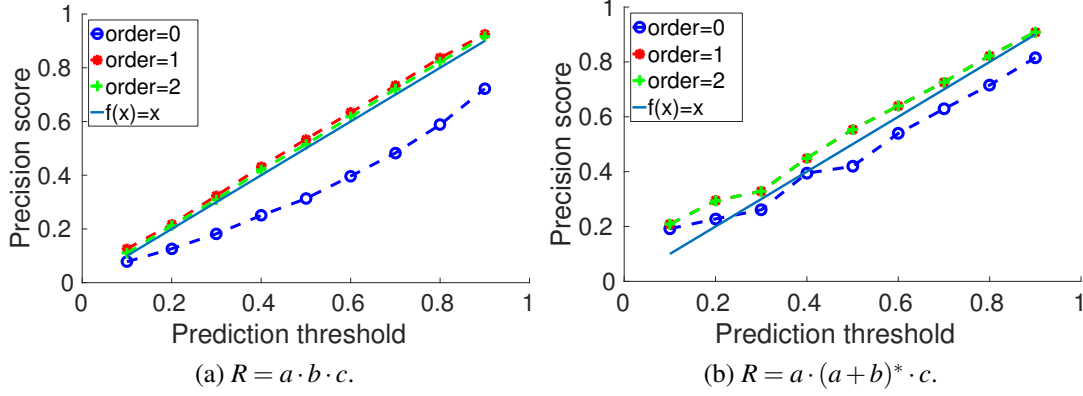 1
0.8
0.6
0.4
0.2
0
Precision score
order=0
order=1
order=2
f(x)=x
0
0.2
0.4
0.6
0.8
1
Prediction threshold
(a) R = a · b · c.
1
0.8
0.6
0.4
0.2
0
Precision score
order=0
order=1
order=2
f(x)=x
0
0.2
0.4
0.6
0.8
1
Prediction threshold
(b) R = a · (a + b)* · c.